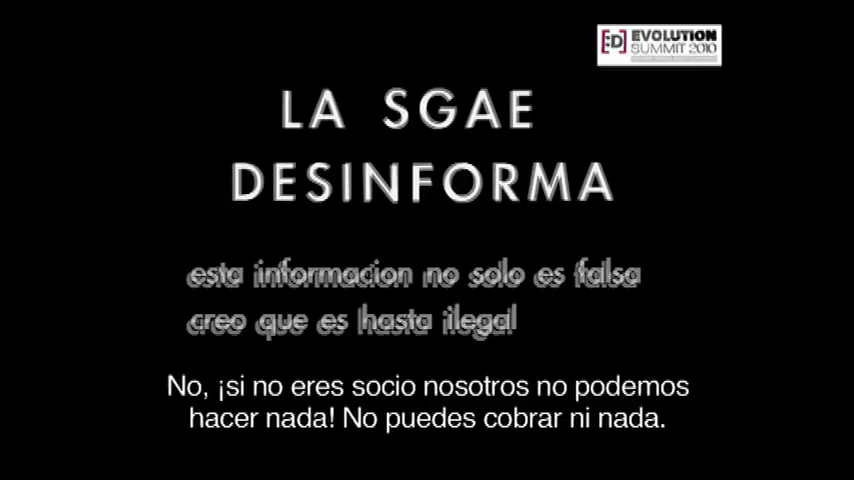 [:D] EVOLUTION
SUMMIT 2010
LA SGAE
DESINFORMA
esta informacion no solo es falsa
creo que es hasta ilegal
No, ¡si no eres socio nosotros no podemos
hacer nada! No puedes cobrar ni nada.